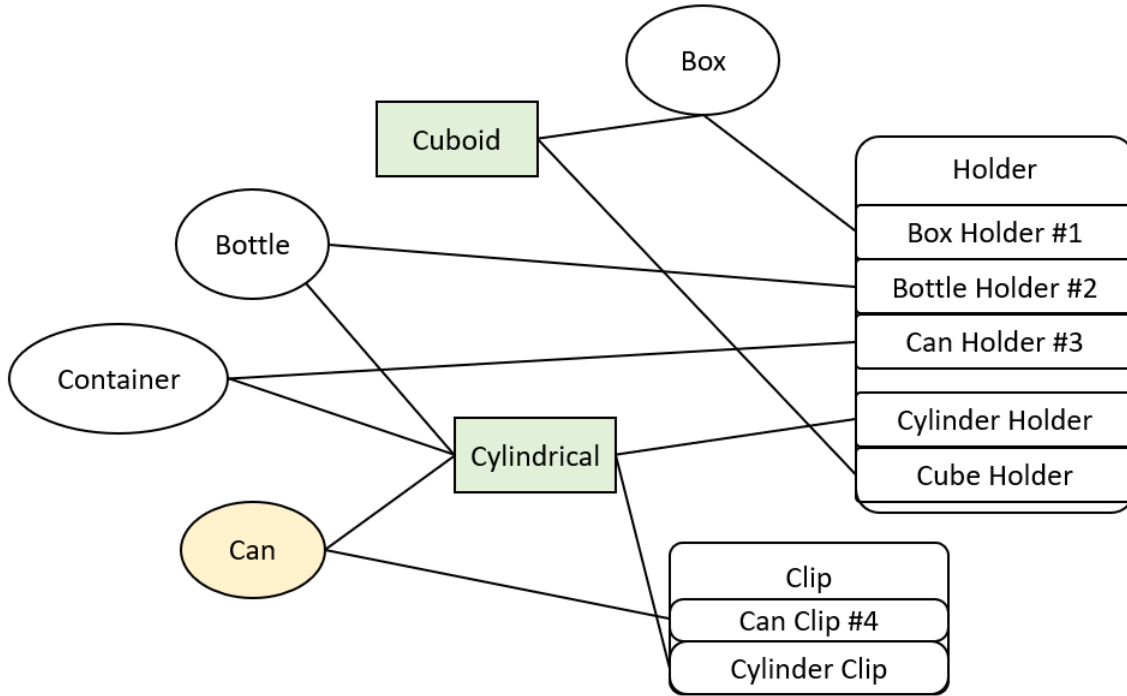 Box
Cuboid
Holder
Box Holder #1
Bottle
Bottle Holder #2
Can Holder #3
Container
Cylinder Holder
Cylindrical
Cube Holder
Can
Clip
Can Clip #4
Cylinder Clip